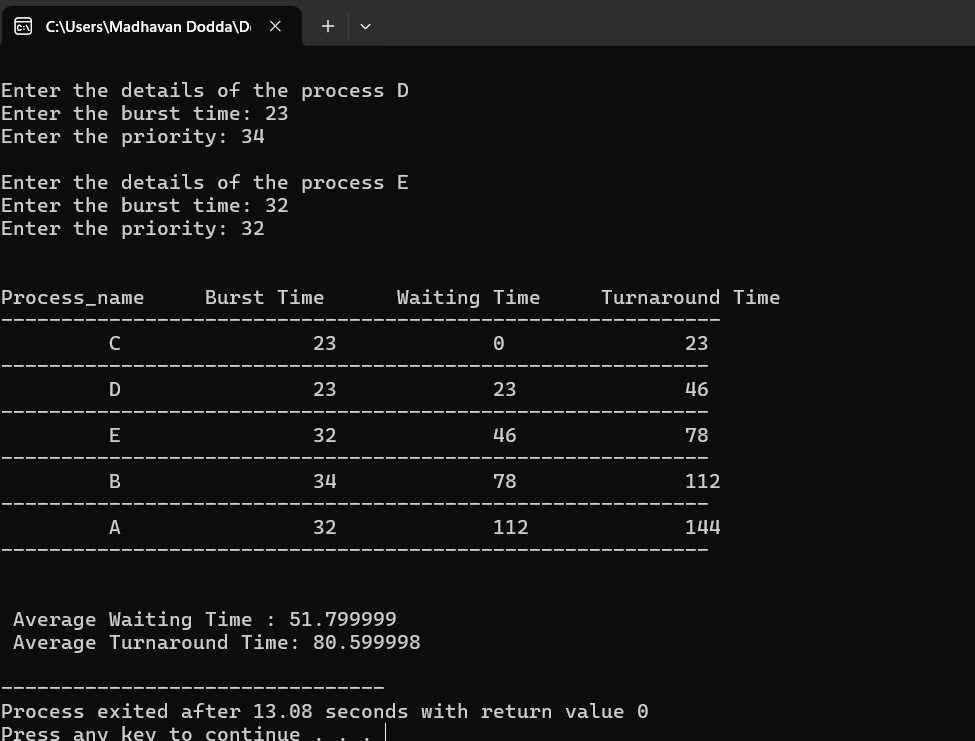 C:\Users\Madhavan Dodda\D
Enter the details of the process D
Enter the burst time: 23
Enter the priority: 34
Enter the details of the process E
Enter the burst time: 32
Enter the priority: 32
Process_name Burst Time Waiting Time Turnaround Time
------------------------------------------------------------
C 23 0 23
-----------------------------------------------------------
D 23 23 46
-----------------------------------------------------------
E 32 46 78
-----------------------------------------------------------
B 34 78 112
-----------------------------------------------------------
A 32 112 144
-----------------------------------------------------------
Average Waiting Time : 51.799999
Average Turnaround Time: 80.599998
--------------------------------
Process exited after 13.08 seconds with return value 0
Press any key to continue . . .